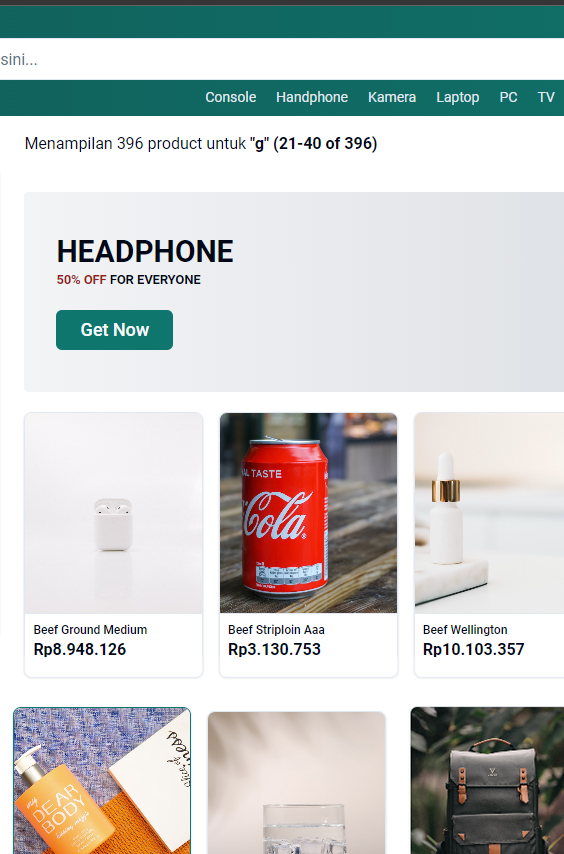 sini...
Console Handphone Kamera Laptop PC TV
Menampilan 396 product untuk "g" (21-40 of 396)
HEADPHONE
50% OFF FOR EVERYONE
Get Now
AL TASTE
Cola
Beef Ground Medium
Rp8.948.126
Beef Striploin Aaa
Rp3.130.753
Beef Wellington
Rp10.103.357
my
DEAR
BODY